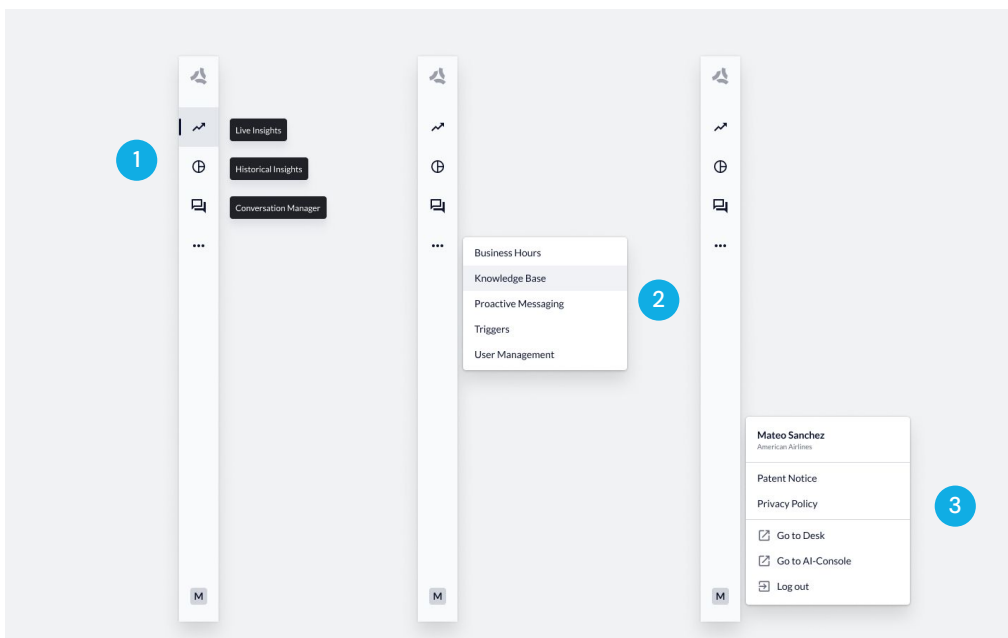 1
Live Insights
Historical Insights
Conversation Manager
M
Business Hours
Knowledge Base
Proactive Messaging
Triggers
User Management
2
M
Mateo Sanchez
American Airlines
Patent Notice
Privacy Policy
Go to Desk
Go to AI-Console
Log out
3
M